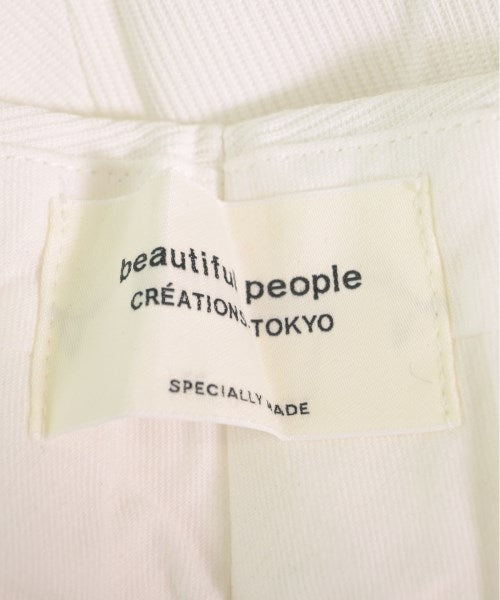 beautiful people
CRÉATIONS.TOKYO
SPECIALLY MADE